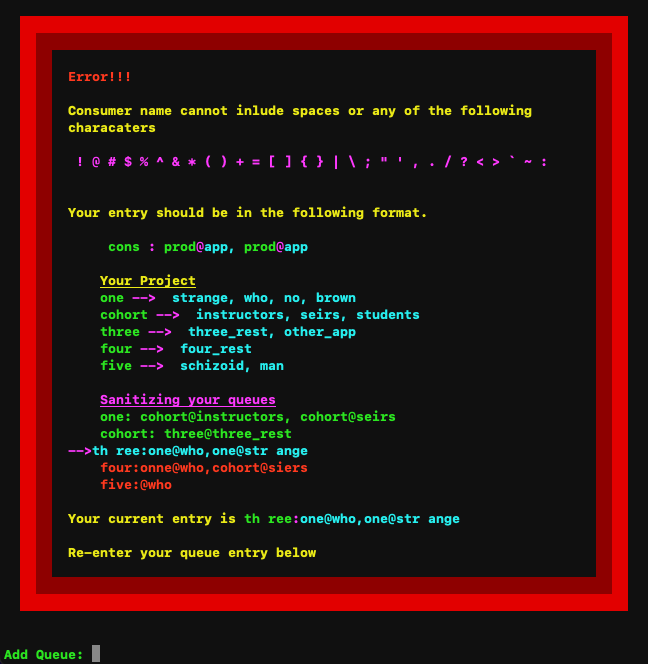 Error!!!
Consumer name cannot inlude spaces or any of the following
characaters
! @ # $ % ^ & * ( ) + = [ ] { } | \ ; " ' , . / ? < > ` ~ :
Your entry should be in the following format.
cons : prod@app, prod@app
Your Project
one --> strange, who, no, brown
cohort --> instructors, seirs, students
three --> three_rest, other_app
four --> four_rest
five --> schizoid, man
Sanitizing your queues
one: cohort@instructors, cohort@seirs
cohort: three@three_rest
-->th ree:one@who,one@str ange
four:onne@who,cohort@siers
five:@who
Your current entry is th ree:one@who,one@str ange
Re-enter your queue entry below
Add Queue: